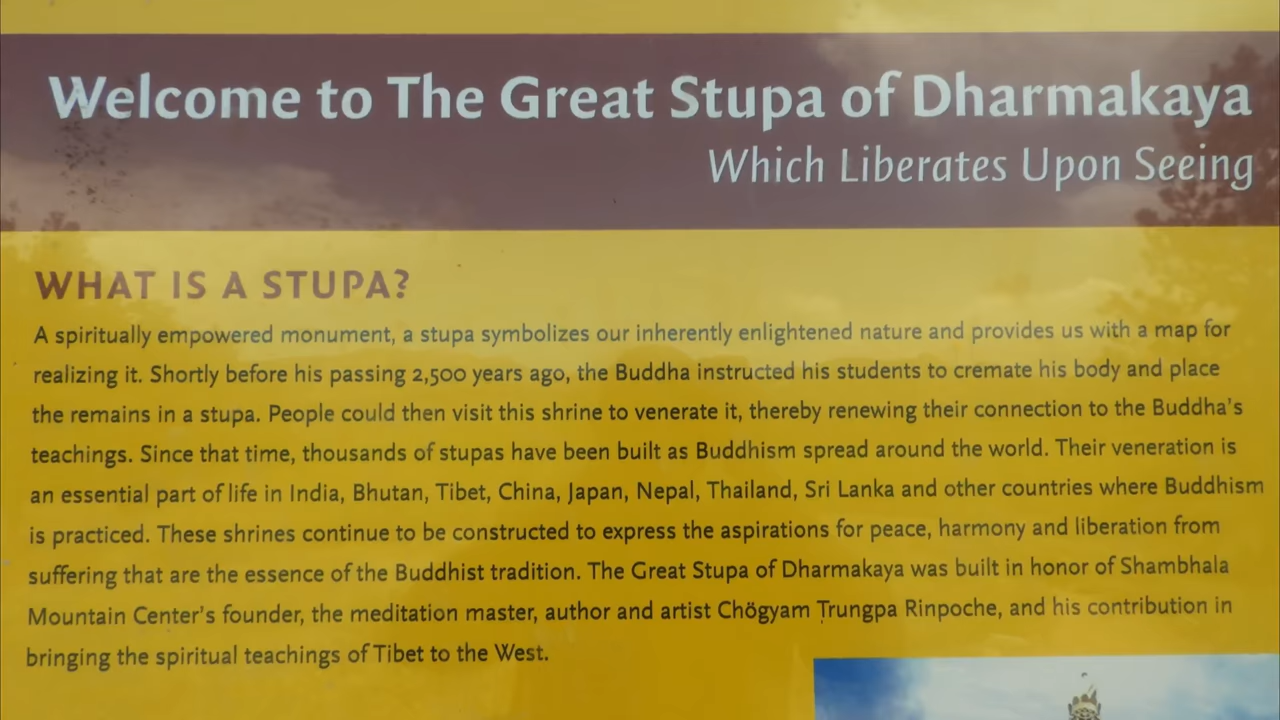 Welcome to The Great Stupa of Dharmakaya
Which Liberates Upon Seeing
WHAT IS A STUPA?
A spiritually empowered monument, a stupa symbolizes our inherently enlightened nature and provides us with a map for
realizing it. Shortly before his passing 2,500 years ago, the Buddha instructed his students to cremate his body and place
the remains in a stupa. People could then visit this shrine to venerate it, thereby renewing their connection to the Buddha's
teachings. Since that time, thousands of stupas have been built as Buddhism spread around the world. Their veneration is
an essential part of life in India, Bhutan, Tibet, China, Japan, Nepal, Thailand, Sri Lanka and other countries where Buddhism
is practiced. These shrines continue to be constructed to express the aspirations for peace, harmony and liberation from
suffering that are the essence of the Buddhist tradition. The Great Stupa of Dharmakaya was built in honor of Shambhala
Mountain Center's founder, the meditation master, author and artist Chögyam Trungpa Rinpoche, and his contribution in
bringing the spiritual teachings of Tibet to the West.